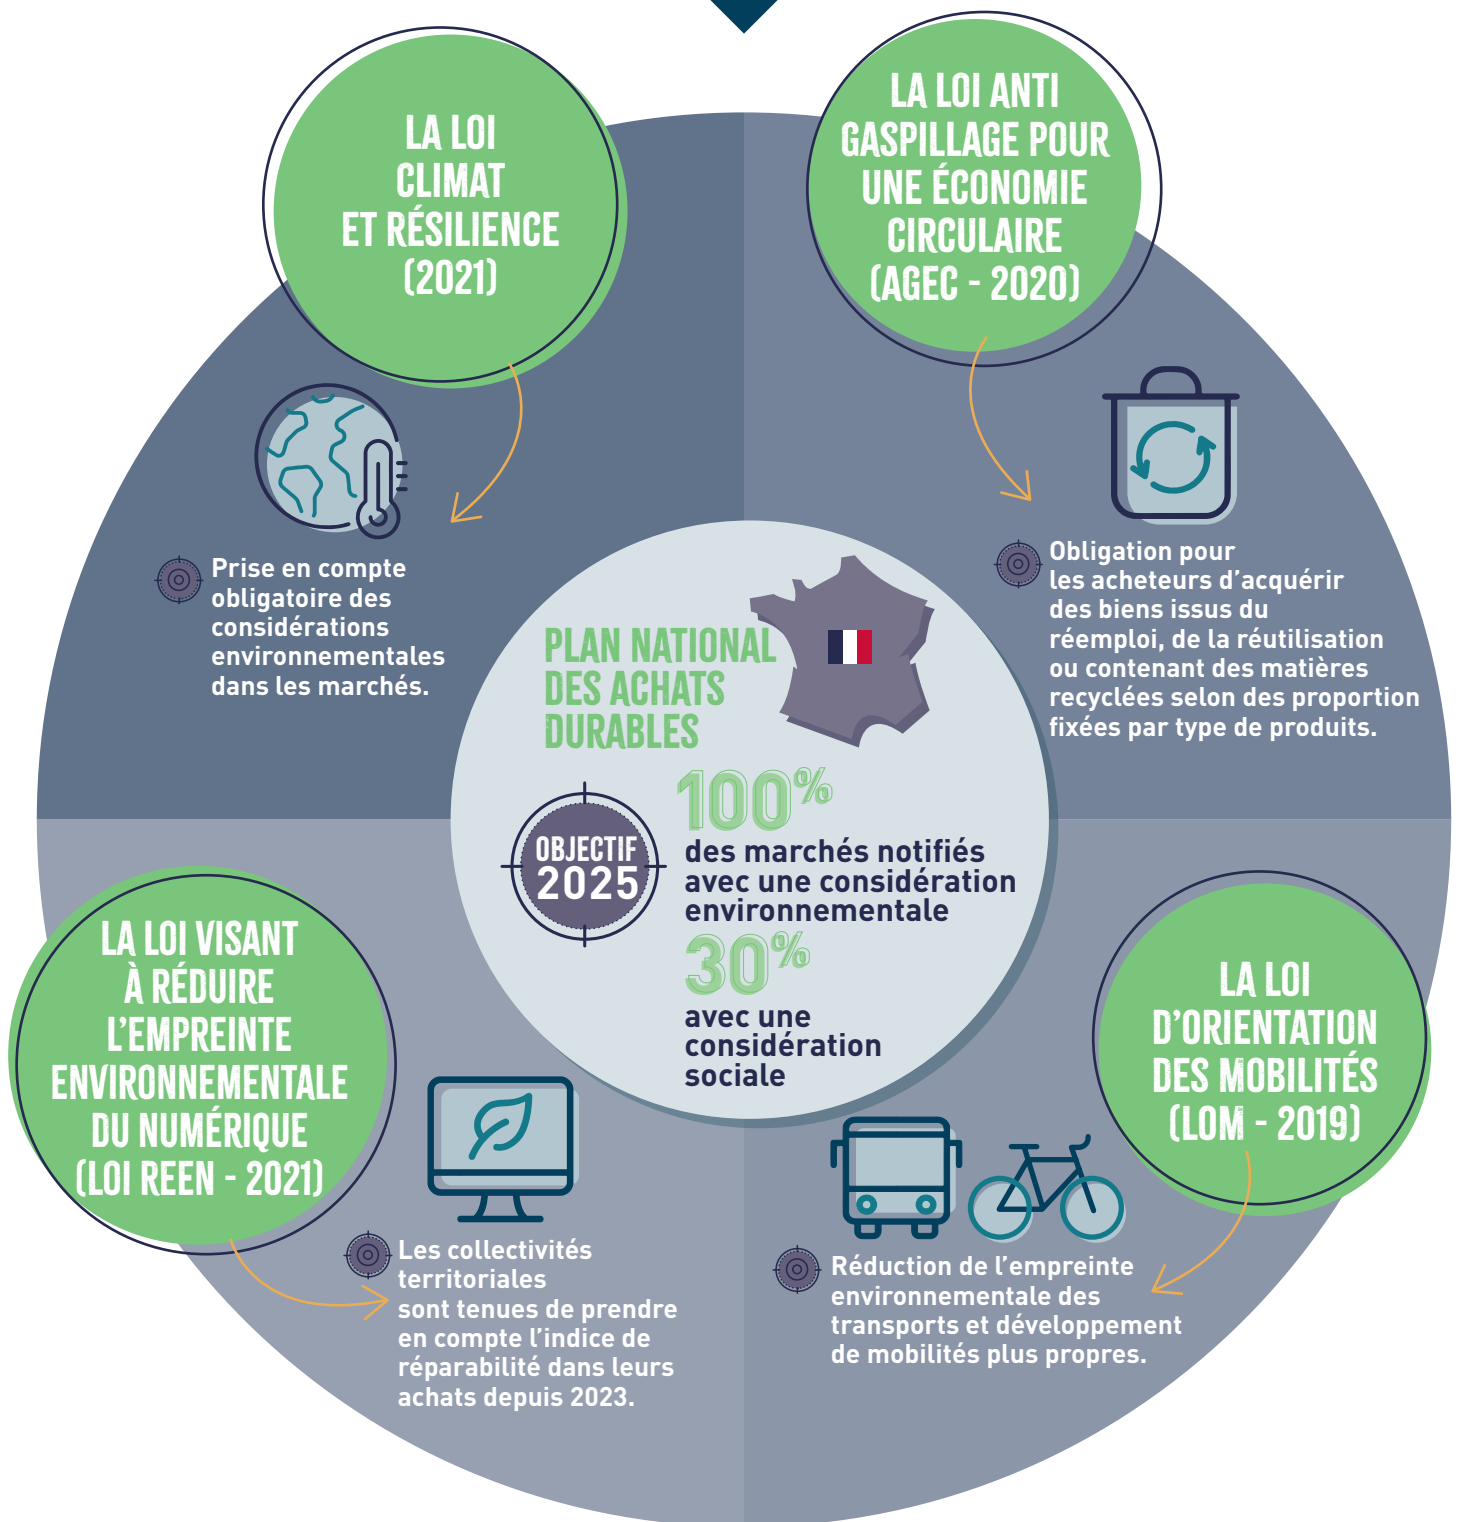 LA LOI
CLIMAT
ET RÉSILIENCE
(2021)
Prise en compte
obligatoire des
considérations
environnementales
dans les marchés.
LA LOI ANTI
GASPILLAGE POUR
UNE ÉCONOMIE
CIRCULAIRE
(AGEC - 2020)
Obligation pour
les acheteurs d’acquérir
des biens issus du
réemploi, de la réutilisation
ou contenant des matières
recyclées selon des proportion
fixées par type de produits.
PLAN NATIONAL
DES ACHATS
DURABLES
OBJECTIF
2025
100%
des marchés notifiés
avec une considération
environnementale
30%
avec une
considération
sociale
LA LOI VISANT
À RÉDUIRE
L’EMPREINTE
ENVIRONNEMENTALE
DU NUMÉRIQUE
(LOI REEN - 2021)
Les collectivités
territoriales
sont tenues de prendre
en compte l’indice de
réparabilité dans leurs
achats depuis 2023.
LA LOI
D’ORIENTATION
DES MOBILITÉS
(LOM - 2019)
Réduction de l’empreinte
environnementale des
transports et développement
de mobilités plus propres.